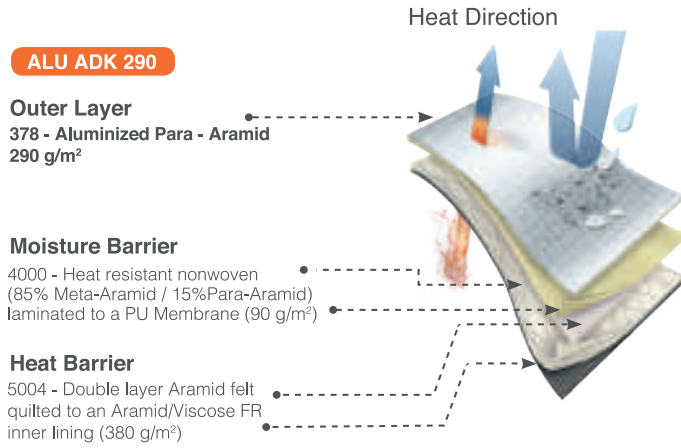 Heat Direction
ALU ADK 290
Outer Layer
378 - Aluminized Para - Aramid
290 g/m²
Moisture Barrier
4000 - Heat resistant nonwoven
(85% Meta-Aramid / 15%Para-Aramid)
laminated to a PU Membrane (90 g/m²)
Heat Barrier
5004 - Double layer Aramid felt
quilted to an Aramid/Viscose FR
inner lining (380 g/m²)